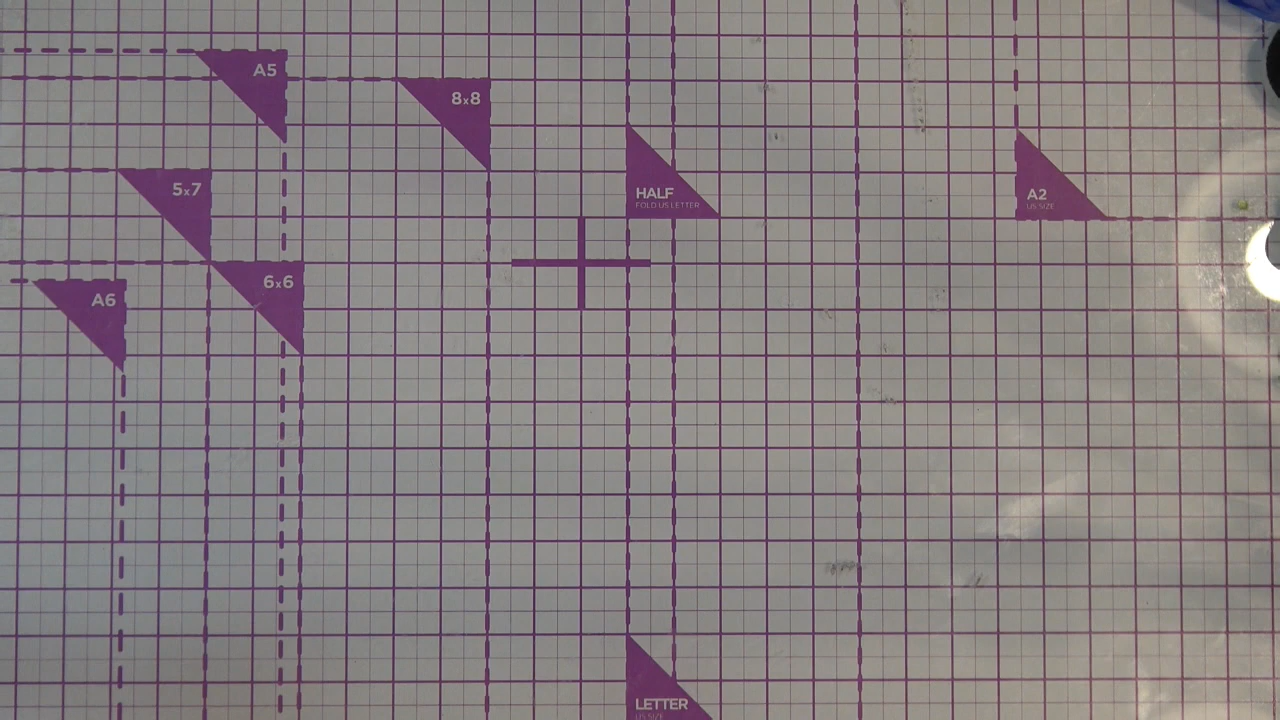 A5
8x8
5x7
HALF
FOLD US LETTER
A2
US SIZE
6x6
A6
LETTER
US SIZE